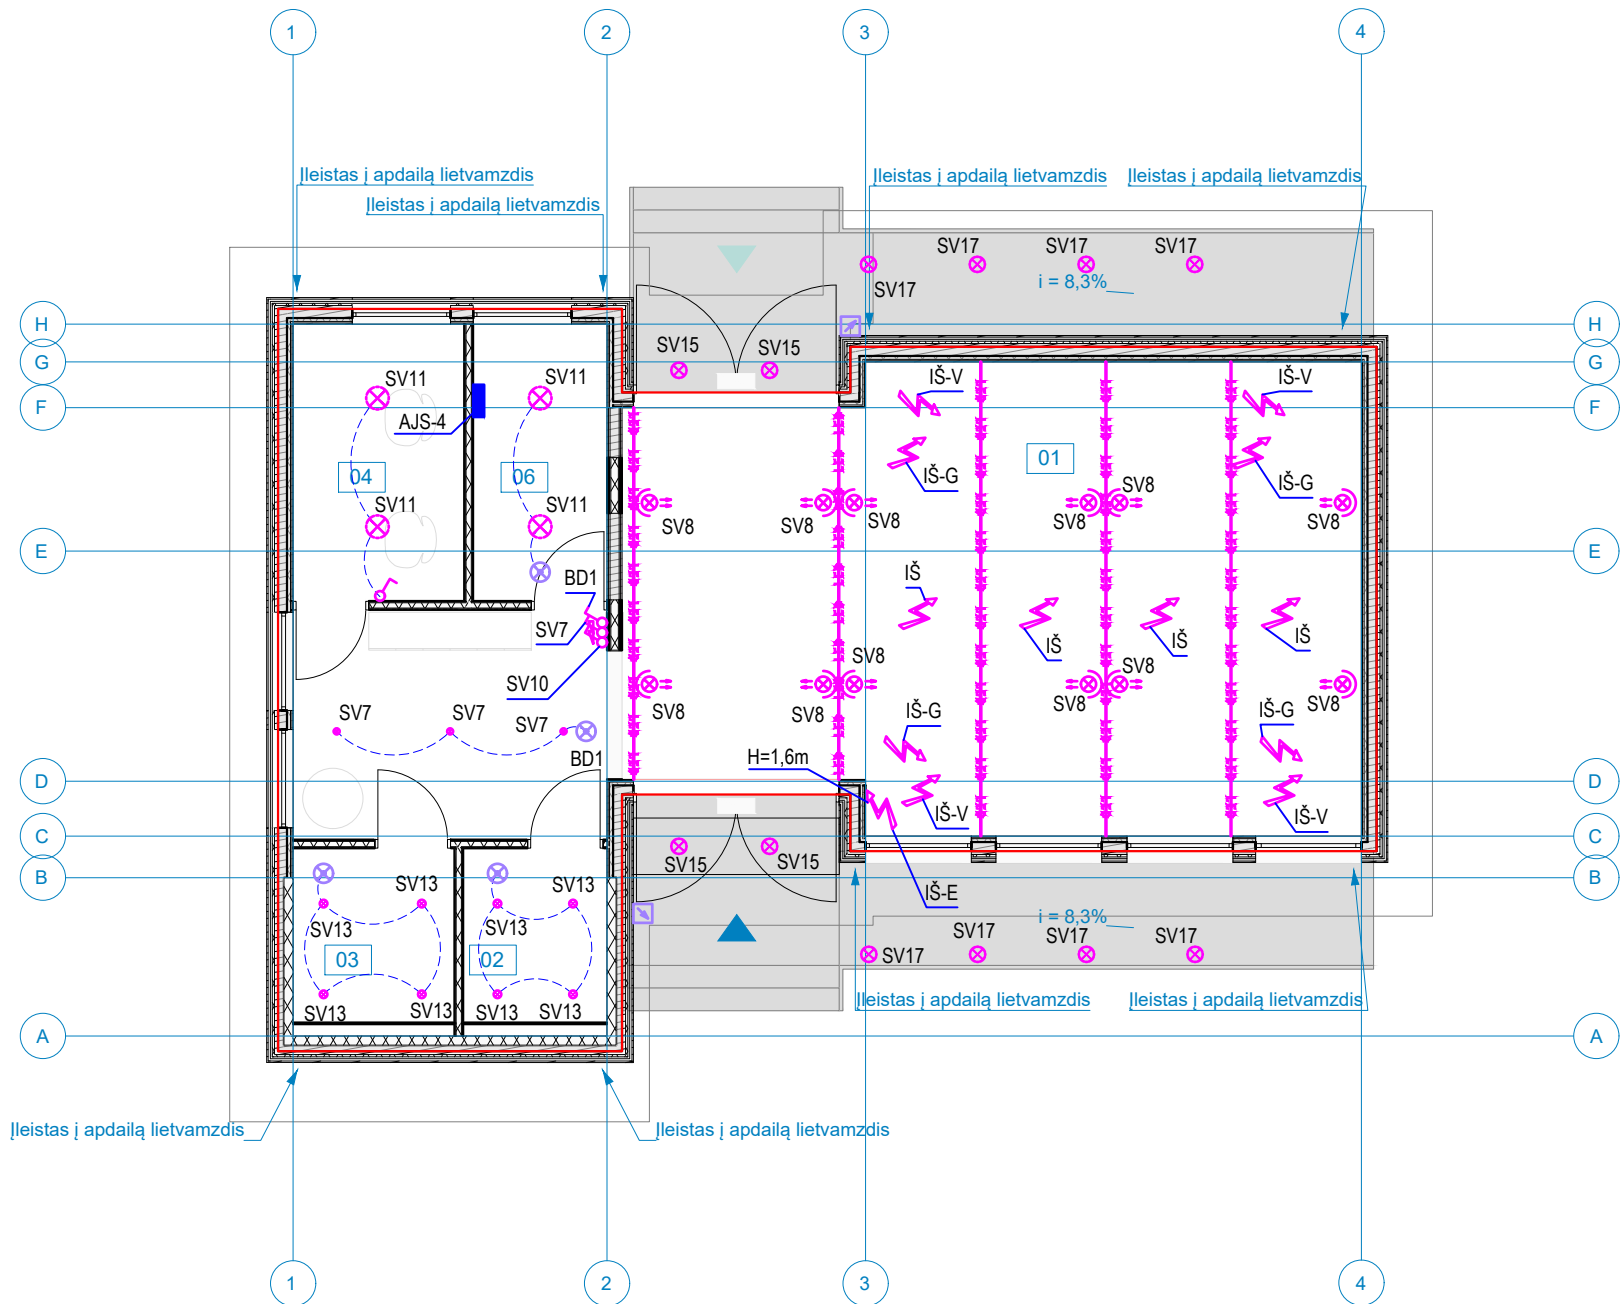 1
2
3
4
Įleistas į apdailą lietvamzdis
Įleistas į apdailą lietvamzdis
Įleistas į apdailą lietvamzdis
Įleistas į apdailą lietvamzdis
SV17
SV17
SV17
SV17
i = 8,3%
H
H
G
G
F
F
SV15
SV15
SV11
SV11
AJS-4
IŠ-V
IŠ-V
04
06
01
IŠ-G
IŠ-G
SV11
SV11
SV8
SV8
SV8
SV8
SV8
SV8
E
E
BD1
SV7
SV10
IŠ
IŠ
IŠ
IŠ
SV8
SV8
SV8
SV8
SV8
SV8
SV7
SV7
SV7
BD1
IŠ-G
IŠ-G
H=1,6m
D
D
IŠ-V
IŠ-V
C
C
SV15
SV15
B
B
SV13
SV13
SV13
SV13
IŠ-E
i = 8,3%
03
02
SV17
SV17
SV17
SV17
SV13
SV13
SV13
SV13
Įleistas į apdailą lietvamzdis
Įleistas į apdailą lietvamzdis
A
A
Įleistas į apdailą lietvamzdis
Įleistas į apdailą lietvamzdis
1
2
3
4